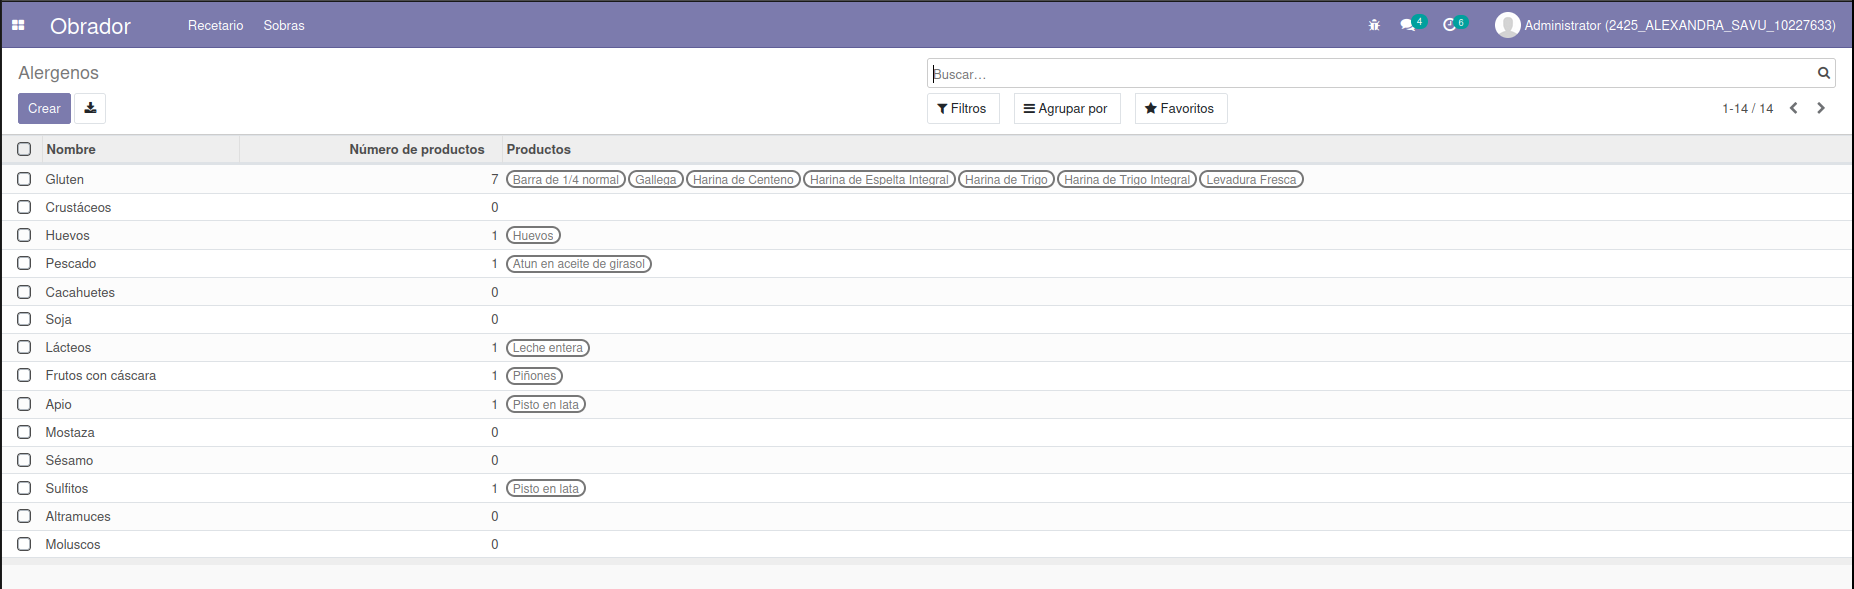 Obrador Recetario Sobras 4 6 Administrator (2425_ALEXANDRA_SAVU_10227633)
Alergenos Buscar...
Crear Filtros Agrupar por Favoritos 1-14 / 14
Nombre Número de productos Productos
Gluten 7 Barra de 1/4 normal Gallega Harina de Centeno Harina de Espelta Integral Harina de Trigo Harina de Trigo Integral Levadura Fresca
Crustáceos 0
Huevos 1 Huevos
Pescado 1 Atun en aceite de girasol
Cacahuetes 0
Soja 0
Lácteos 1 Leche entera
Frutos con cáscara 1 Piñones
Apio 1 Pisto en lata
Mostaza 0
Sésamo 0
Sulfitos 1 Pisto en lata
Altramuces 0
Moluscos 0